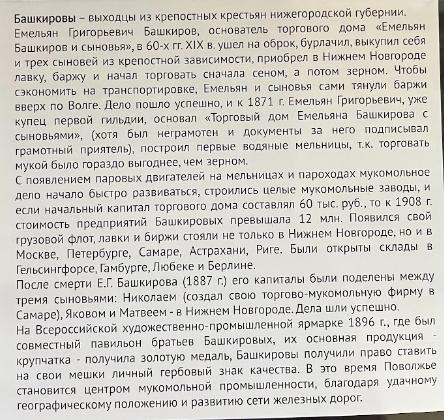 Башкировы – выходцы из крепостных крестьян нижегородской губернии.
Емельян Григорьевич Башкиров, основатель торгового дома «Емельян
Башкиров и сыновья», в 60-х гг. XIX в. ушел на оброк, бурлачил, выкупил себя
и трех сыновей из крепостной зависимости, приобрел в Нижнем Новгороде
лавку, баржу и начал торговать сначала сеном, а потом зерном. Чтобы
сэкономить на транспортировке, Емельян и сыновья сами тянули баржи
вверх по Волге. Дело пошло успешно, и к 1871 г. Емельян Григорьевич, уже
купец первой гильдии, основал «Торговый дом Емельяна Башкирова с
сыновьями», (хотя был неграмотен и документы за него подписывал
грамотный приятель), построил первые водяные мельницы, т.к. торговать
мукой было гораздо выгоднее, чем зерном.
С появлением паровых двигателей на мельницах и пароходах мукомольное
дело начало быстро развиваться, строились целые мукомольные заводы, и
если начальный капитал торгового дома составлял 60 тыс. руб., то к 1908 г.
стоимость предприятий Башкировых превышала 12 млн. Появился свой
грузовой флот, лавки и биржи стояли не только в Нижнем Новгороде, но и в
Москве, Петербурге, Самаре, Астрахани, Риге. Были открыты склады в
Гельсингфорсе, Гамбурге, Любеке и Берлине.
После смерти Е.Г. Башкирова (1887 г.) его капиталы были поделены между
тремя сыновьями: Николаем (создал свою торгово-мукомольную фирму в
Самаре), Яковом и Матвеем - в Нижнем Новгороде. Дела шли успешно.
На Всероссийской художественно-промышленной ярмарке 1896 г., где был
совместный павильон братьев Башкировых, их основная продукция -
крупчатка - получила золотую медаль, Башкировы получили право ставить
на свои мешки личный гербовый знак качества. В это время Поволжье
становится центром мукомольной промышленности, благодаря удачному
географическому положению и развитию сети железных дорог.